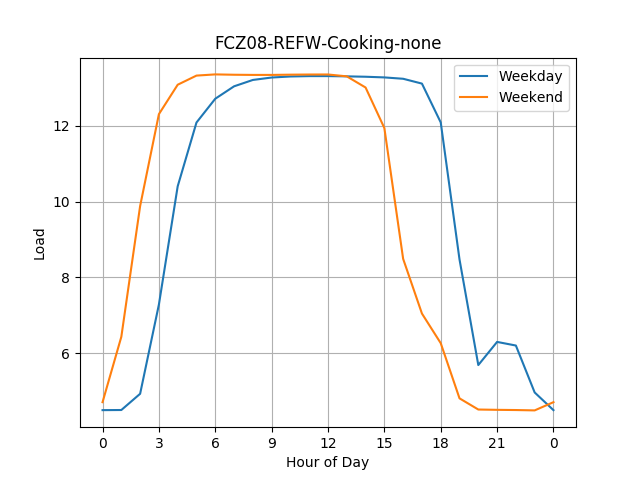 FCZ08-REFW-Cooking-none
Weekday
Weekend
Load
12
10
8
6
0 3 6 9 12 15 18 21 0
Hour of Day